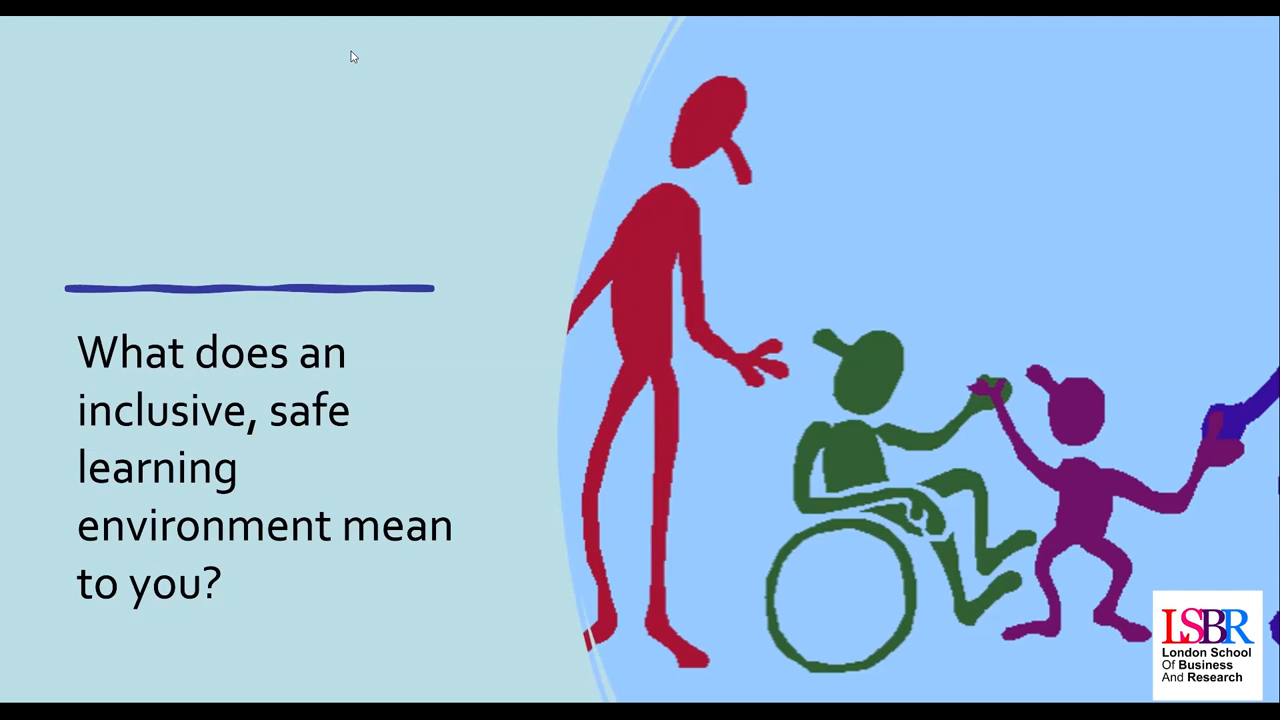 What does an
inclusive, safe
learning
environment mean
to you?
LSBR
London School
Of Business
And Research